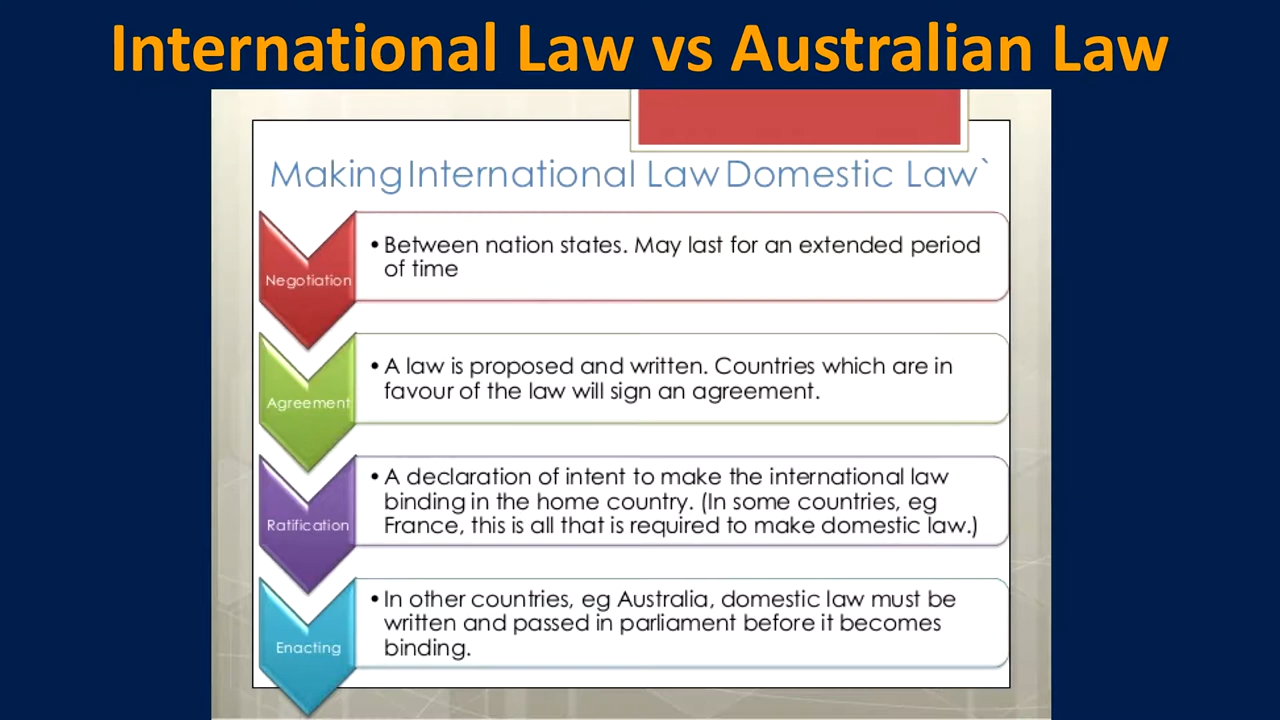 International Law vs Australian Law
Making International Law Domestic Law`
Negotiation
• Between nation states. May last for an extended period
of time
Agreement
• A law is proposed and written. Countries which are in
favour of the law will sign an agreement.
Ratification
• A declaration of intent to make the international law
binding in the home country. (In some countries, eg
France, this is all that is required to make domestic law.)
Enacting
• In other countries, eg Australia, domestic law must be
written and passed in parliament before it becomes
binding.